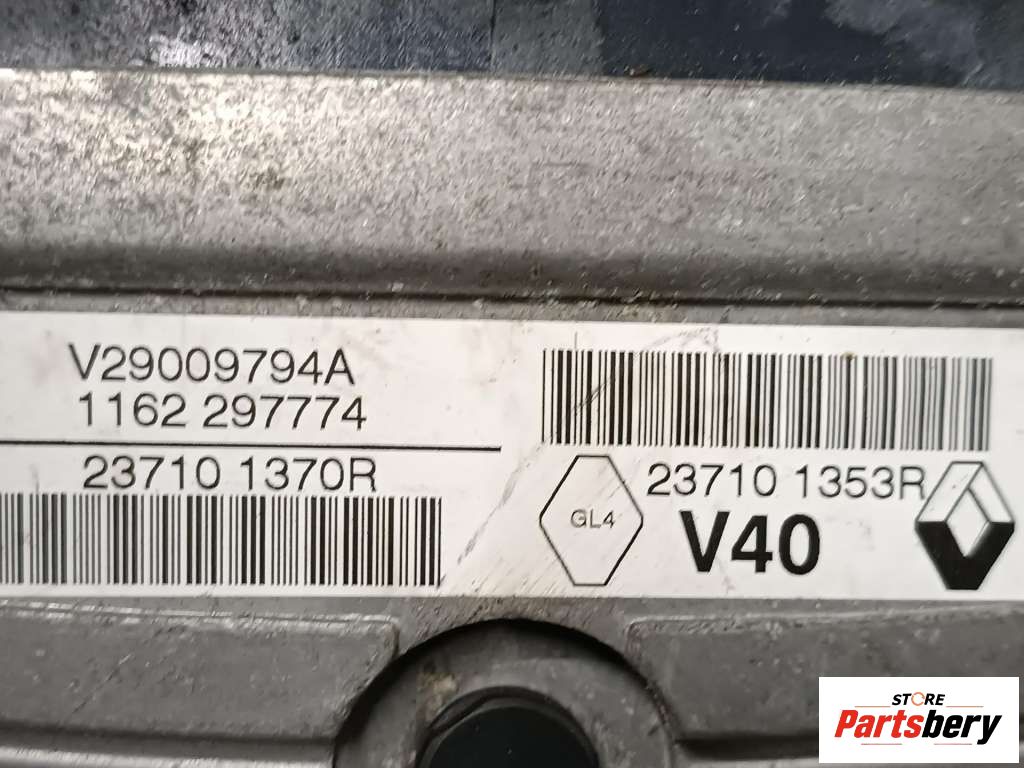 V29009794A
1162 297774
23710 1370R
23710 1353R
GL4
V40
STORE
Partsbery